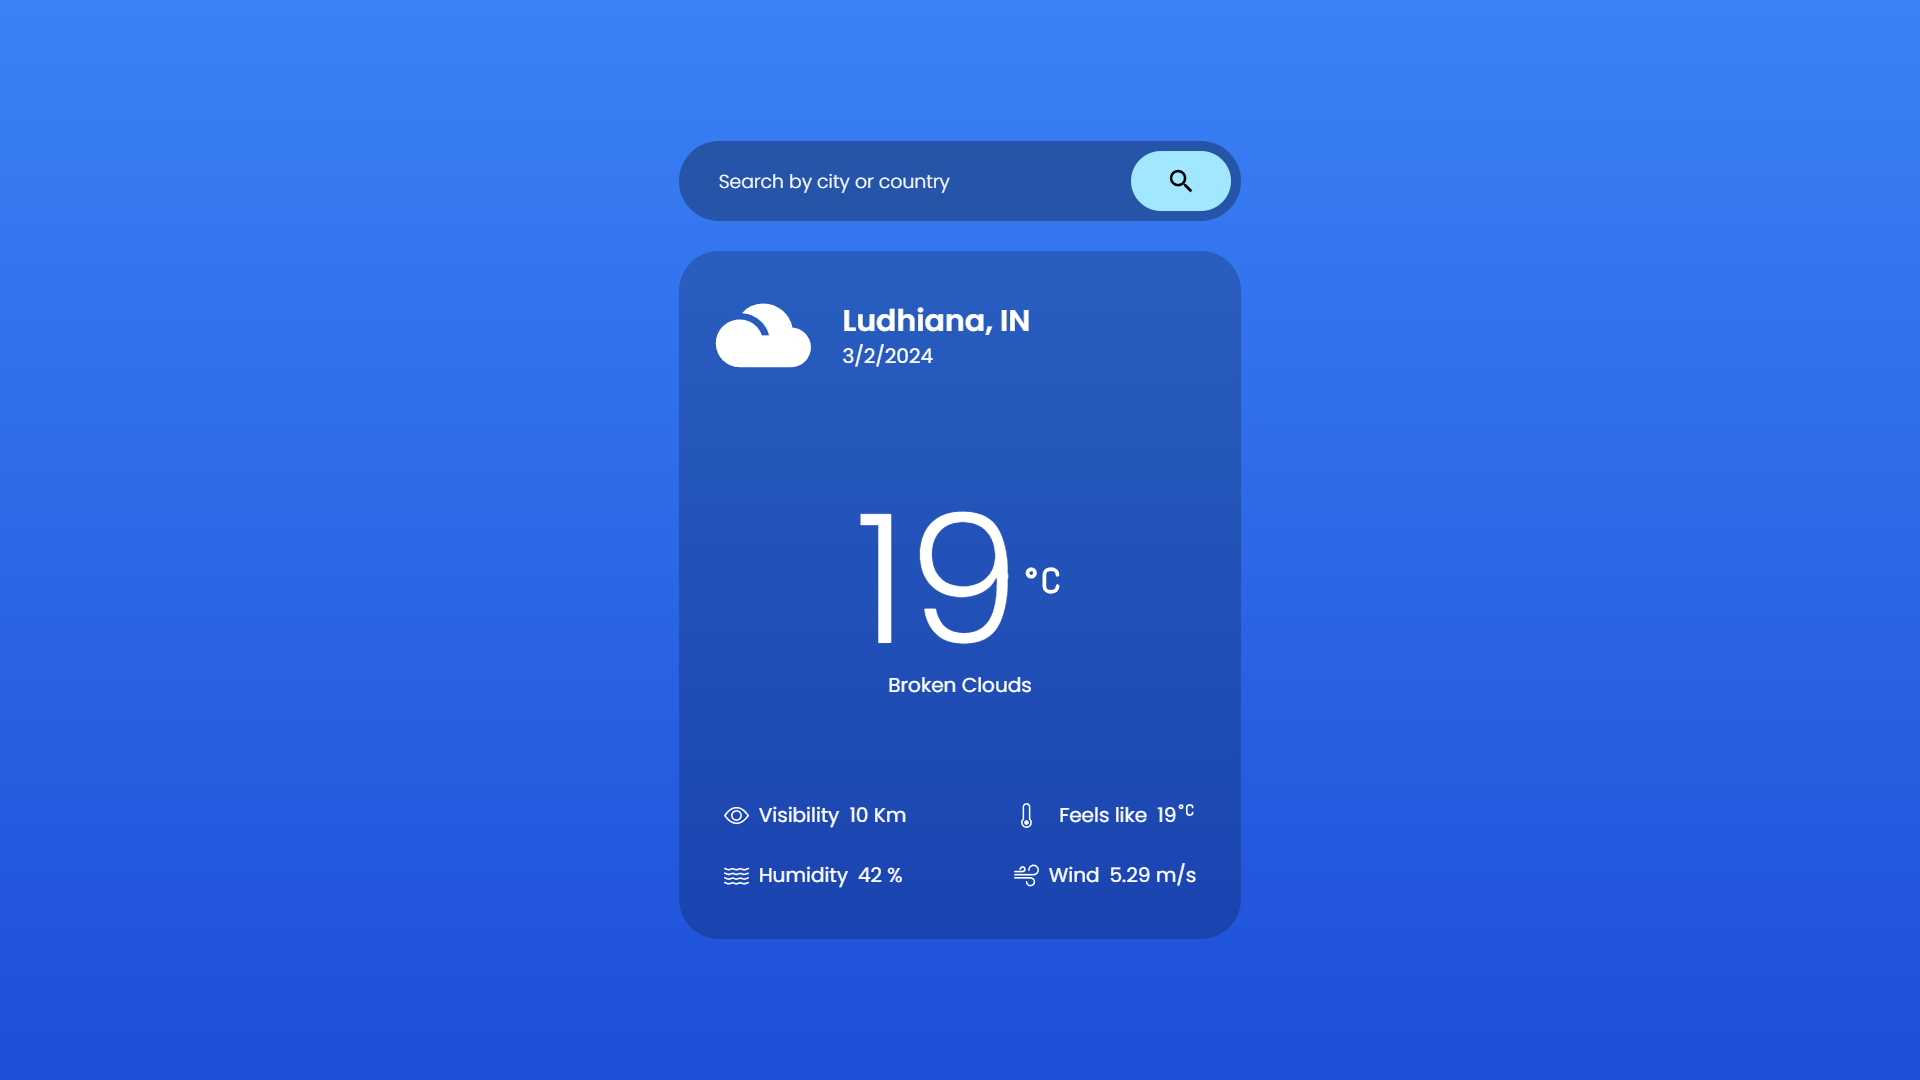 Search by city or country
Ludhiana, IN
3/2/2024
19 °C
Broken Clouds
Visibility 10 Km
Feels like 19°C
Humidity 42 %
Wind 5.29 m/s